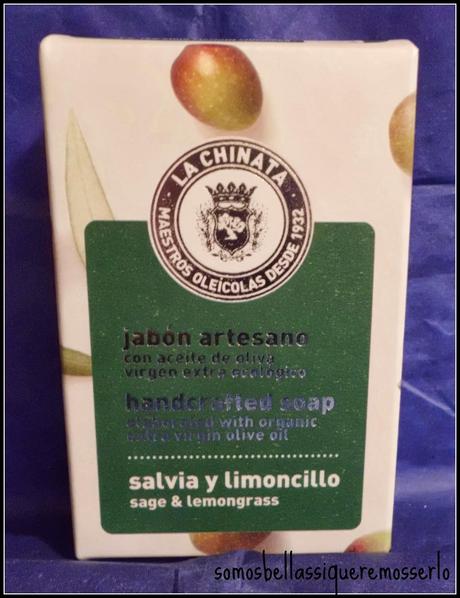 LA CHINATA
MAESTROS OLEÍCOLAS DESDE 1932
jabón artesano
con aceite de oliva
virgen extra ecológico
handcrafted soap
elaborated with organic
extra virgin olive oil
salvia y limoncillo
sage & lemongrass
somosbellassiqueremosserlo